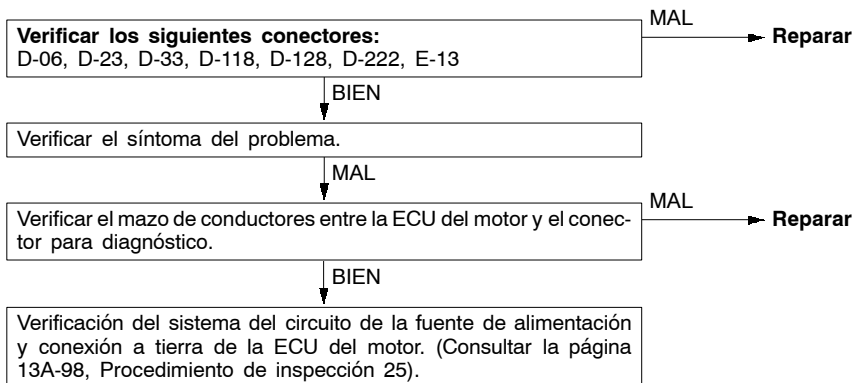 MAL
Verificar los siguientes conectores:
Reparar
D-06, D-23, D-33, D-118, D-128, D-222, E-13
BIEN
Verificar el síntoma del problema.
MAL
MAL
Verificar el mazo de conductores entre la ECU del motor y el conec-
Reparar
tor para diagnóstico.
BIEN
Verificación del sistema del circuito de la fuente de alimentación
y conexión a tierra de la ECU del motor. (Consultar la página
13A-98, Procedimiento de inspección 25).